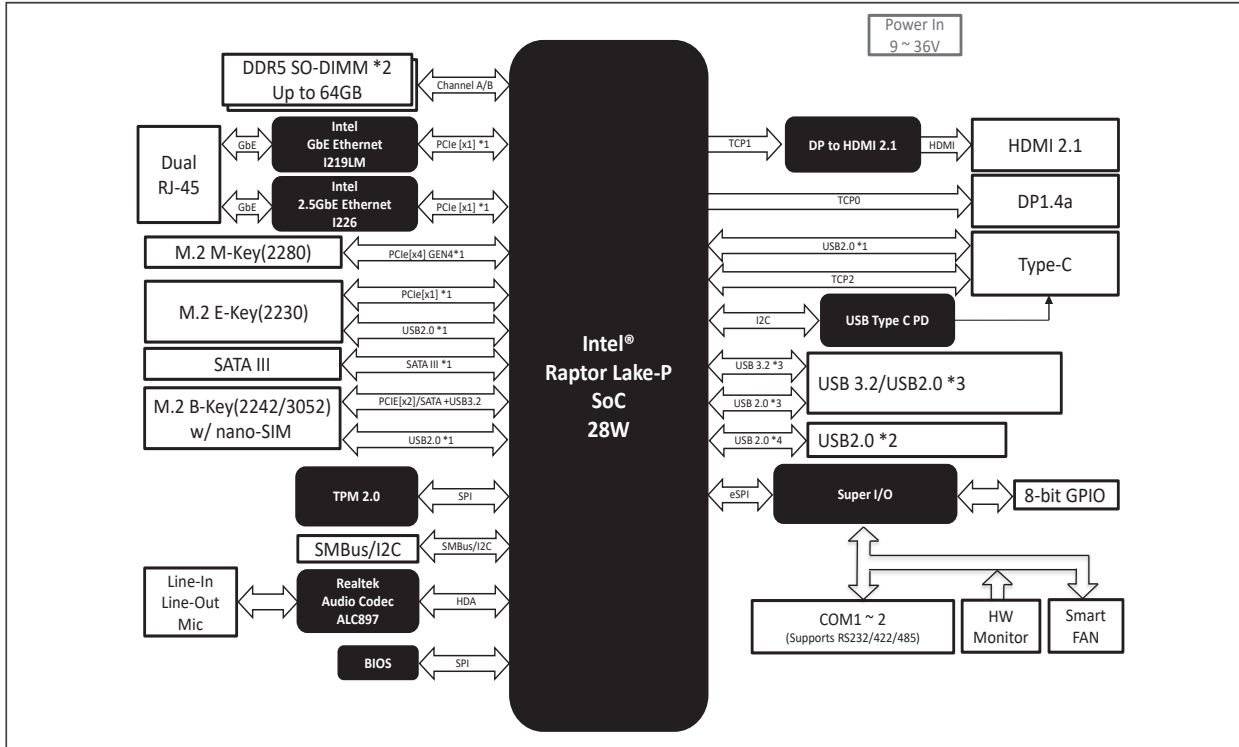 Power In
9 ~ 36V
DDR5 SO-DIMM *2
Up to 64GB
Channel A/B
Dual
RJ-45
GbE
Intel
GbE Ethernet
I219LM
PCIe [x1] *1
GbE
Intel
2.5GbE Ethernet
I226
PCIe [x1] *1
M.2 M-Key(2280)
PCIe[x4] GEN4*1
M.2 E-Key(2230)
PCIe[x1] *1
USB2.0 *1
SATA III
SATA III *1
M.2 B-Key(2242/3052)
w/ nano-SIM
PCIE[x2]/SATA +USB3.2
USB2.0 *1
TPM 2.0
SPI
SMBus/I2C
SMBus/I2C
Line-In
Line-Out
Mic
Realtek
Audio Codec
ALC897
HDA
BIOS
SPI
Intel®
Raptor Lake-P
SoC
28W
TCP1
DP to HDMI 2.1
HDMI
HDMI 2.1
TCP0
DP1.4a
USB2.0 *1
TCP2
Type-C
I2C
USB Type C PD
USB 3.2 *3
USB 2.0 *3
USB 3.2/USB2.0 *3
USB 2.0 *4
USB2.0 *2
eSPI
Super I/O
8-bit GPIO
COM1 ~ 2
(Supports RS232/422/485)
HW
Monitor
Smart
FAN